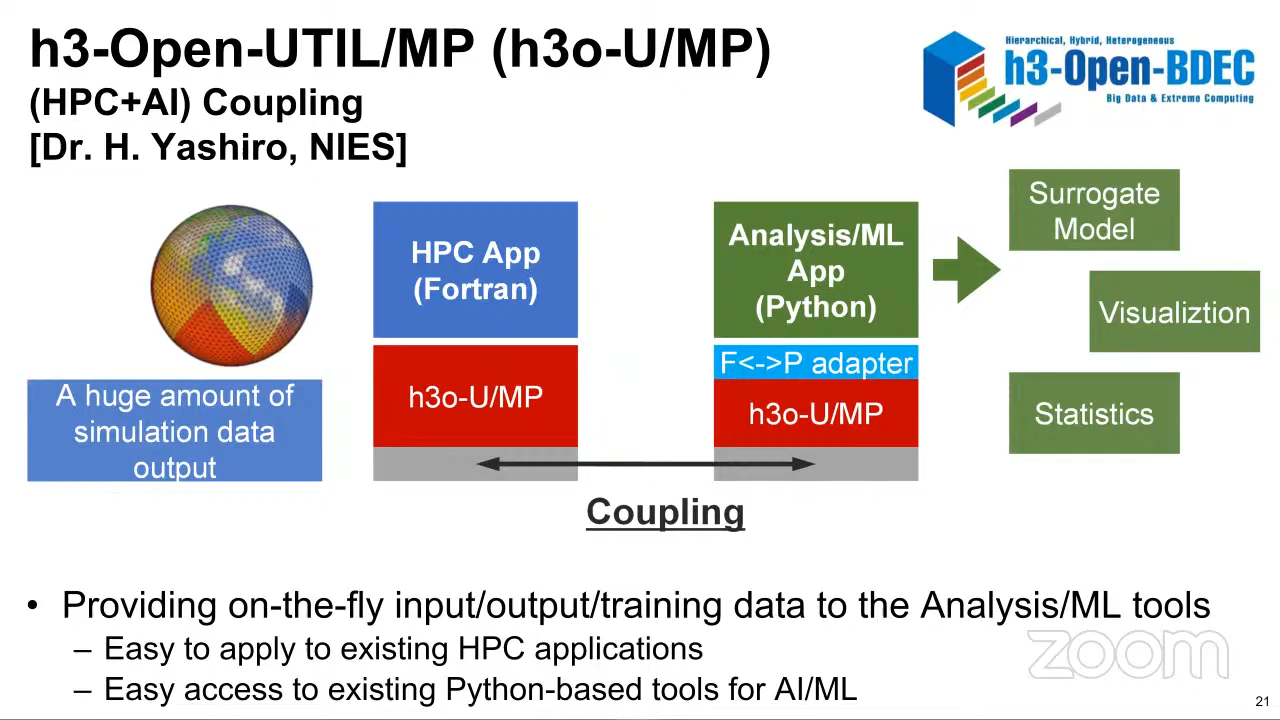 h3-Open-UTIL/MP (h3o-U/MP)
(HPC+AI) Coupling
[Dr. H. Yashiro, NIES]
Hierarchical, Hybrid, Heterogeneous
h3-Open-BDEC
Big Data & Extreme Computing
A huge amount of
simulation data
output
HPC App
(Fortran)
h3o-U/MP
Analysis/ML
App
(Python)
F<->P adapter
h3o-U/MP
Coupling
Surrogate
Model
Visualiztion
Statistics
• Providing on-the-fly input/output/training data to the Analysis/ML tools
– Easy to apply to existing HPC applications
– Easy access to existing Python-based tools for AI/ML
zoom
21